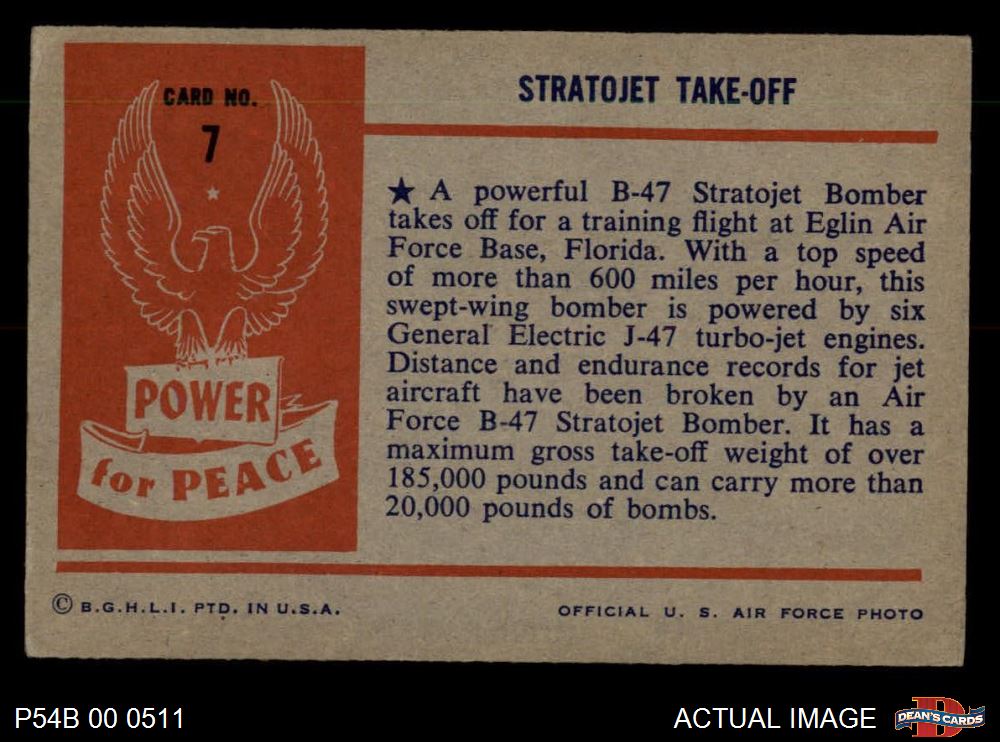 CARD NO.
7
POWER
for PEACE
STRATOJET TAKE-OFF
★ A powerful B-47 Stratojet Bomber
takes off for a training flight at Eglin Air
Force Base, Florida. With a top speed
of more than 600 miles per hour, this
swept-wing bomber is powered by six
General Electric J-47 turbo-jet engines.
Distance and endurance records for jet
aircraft have been broken by an Air
Force B-47 Stratojet Bomber. It has a
maximum gross take-off weight of over
185,000 pounds and can carry more than
20,000 pounds of bombs.
© B.G.H.L.I. PTD. IN U.S.A.
OFFICIAL U. S. AIR FORCE PHOTO
P54B 00 0511
ACTUAL IMAGE
D
DEAN'S CARDS